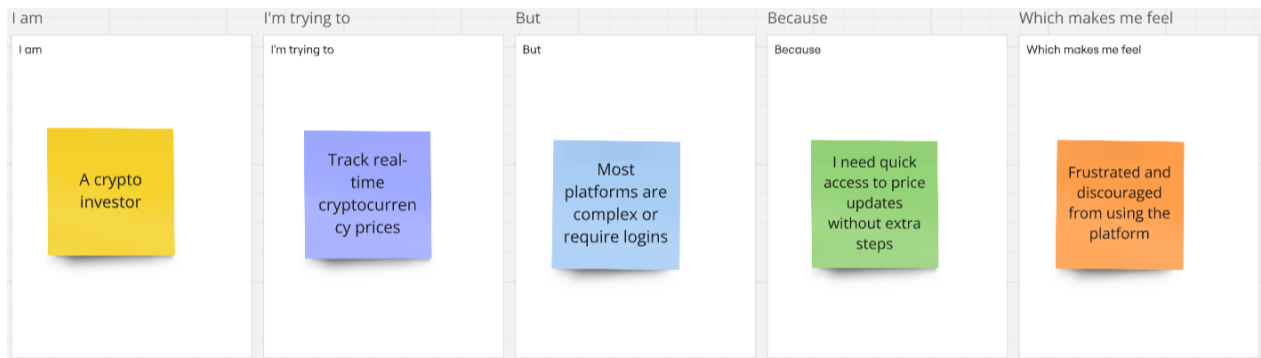 I am
I'm trying to
But
Because
Which makes me feel
I am
I'm trying to
But
Because
Which makes me feel
A crypto
investor
Track real-
time
cryptocurren
cy prices
Most
platforms are
complex or
require logins
I need quick
access to price
updates
without extra
steps
Frustrated and
discouraged
from using the
platform